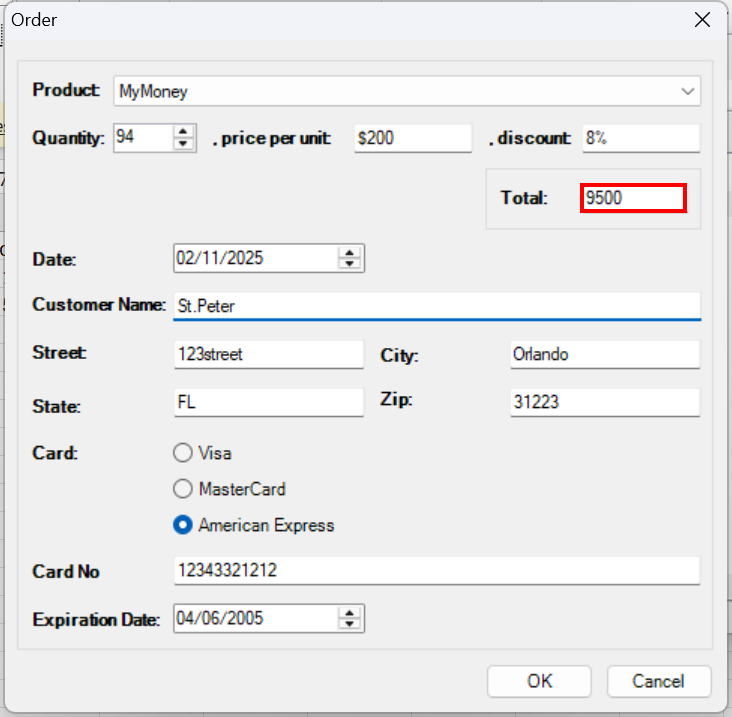 Order
Product: MyMoney
Quantity: 94 , price per unit: $200 , discount: 8%
Total: 9500
Date: 02/11/2025
Customer Name: St.Peter
Street: 123street City: Orlando
State: FL Zip: 31223
Card: Visa
MasterCard
American Express
Card No 12343321212
Expiration Date: 04/06/2005
OK Cancel